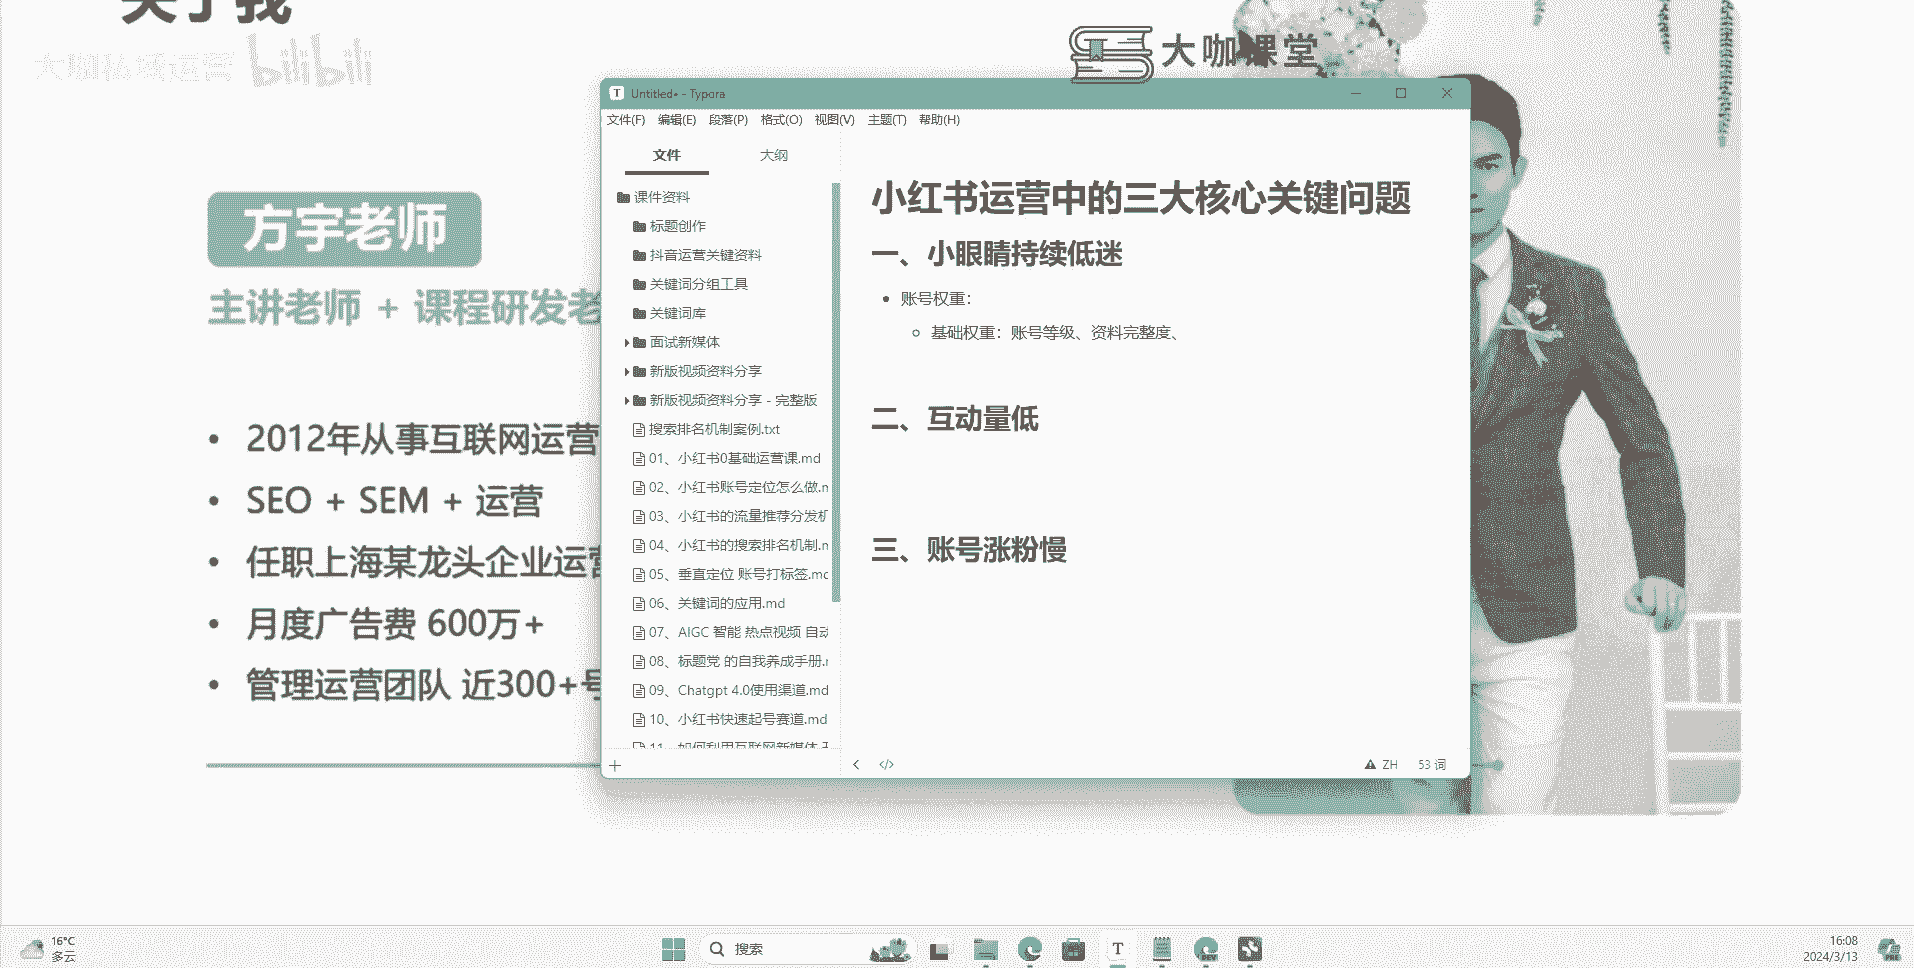 关于我
大咖私域运营 bilibili
大咖课堂
方宇老师
主讲老师 + 课程研发老
2012年从事互联网运营
SEO + SEM + 运营
任职上海某龙头企业运营
月度广告费 600万+
管理运营团队 近300+号
Untitled• - Typora
文件(F) 编辑(E) 段落(P) 格式(O) 视图(V) 主题(T) 帮助(H)
文件 大纲
课件资料
标题创作
抖音运营关键资料
关键词分组工具
关键词库
面试新媒体
新版视频资料分享
新版视频资料分享 - 完整版
搜索排名机制案例.txt
01、小红书0基础运营课.md
02、小红书账号定位怎么做.m
03、小红书的流量推荐分发机
04、小红书的搜索排名机制.m
05、垂直定位 账号打标签.md
06、关键词的应用.md
07、AIGC 智能 热点视频 自动
08、标题党 的自我养成手册.m
09、Chatgpt 4.0使用渠道.md
10、小红书快速起号赛道.md
11、如何利用互联网新媒体
小红书运营中的三大核心关键问题
一、小眼睛持续低迷
账号权重：
基础权重：账号等级、资料完整度、
二、互动量低
三、账号涨粉慢
ZH 53 词
16°C
多云
搜索
16:08
2024/3/13